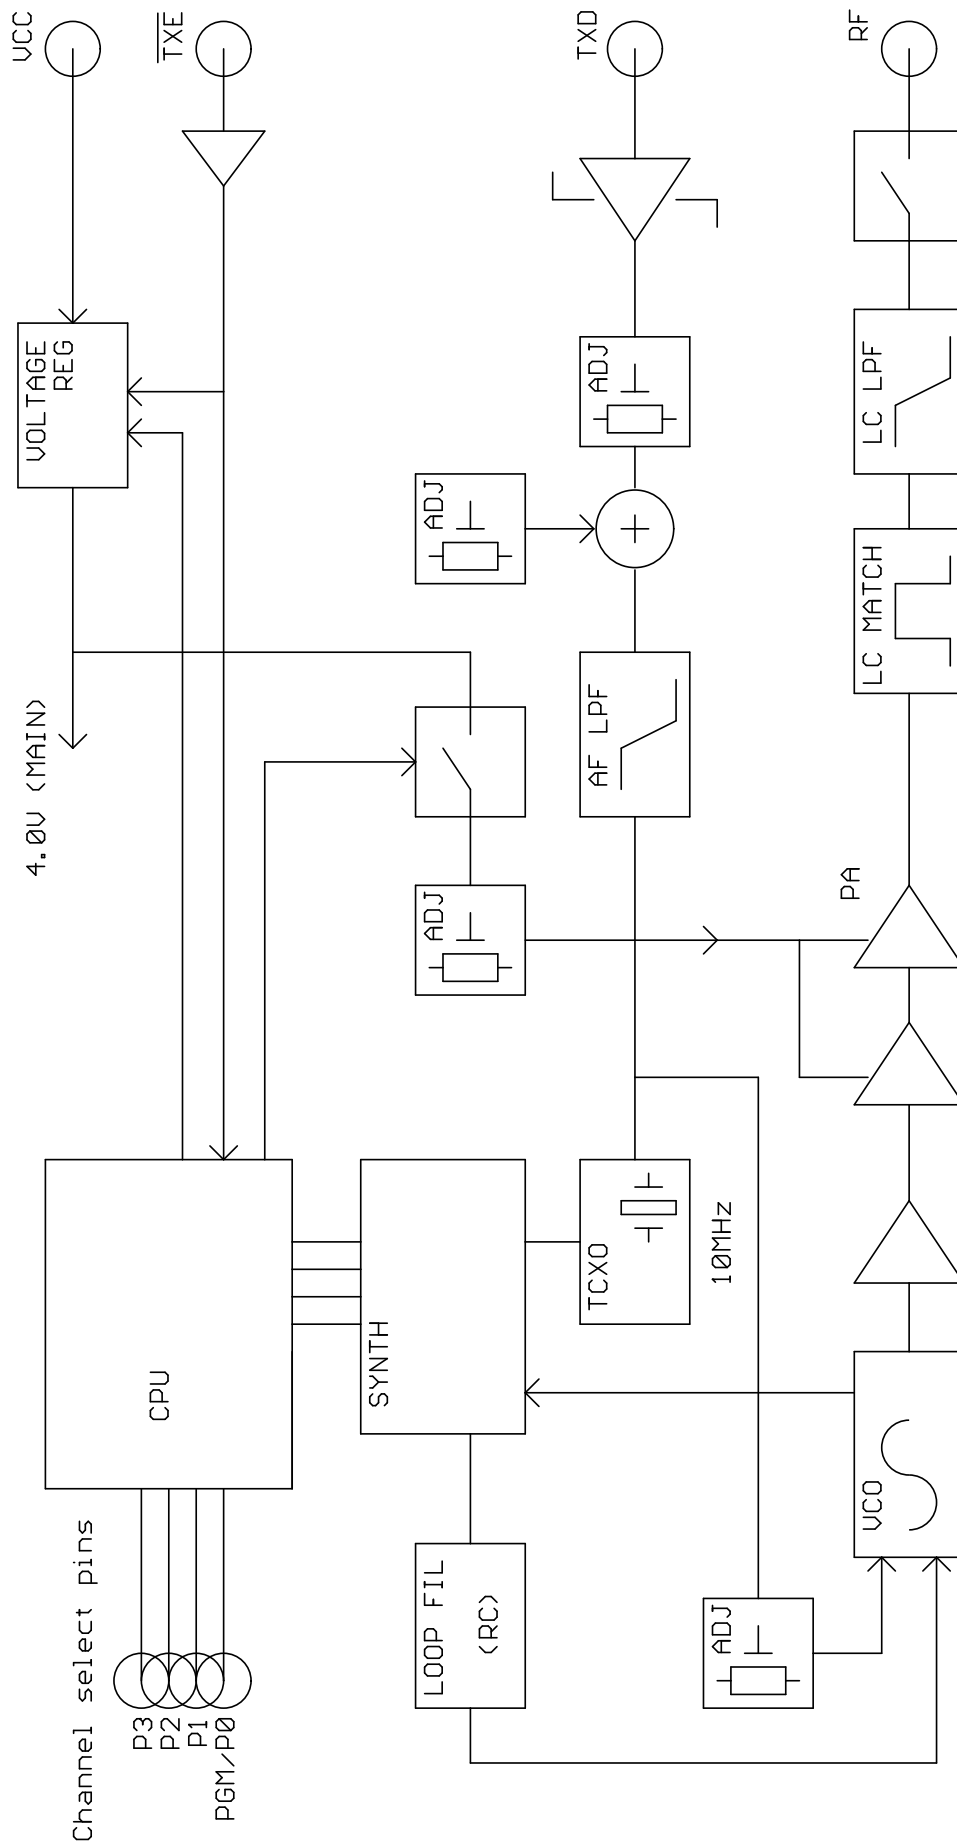 VCC
TXE
TXD
RF
VOLTAGE
REG
ADJ
LC LPF
ADJ
LC MATCH
4.0V (MAIN)
AF LPF
ADJ
PA
CPU
SYNTH
TCXO
10MHz
Channel select pins
P3
P2
P1
PGM/P0
LOOP FIL
(RC)
ADJ
VCO